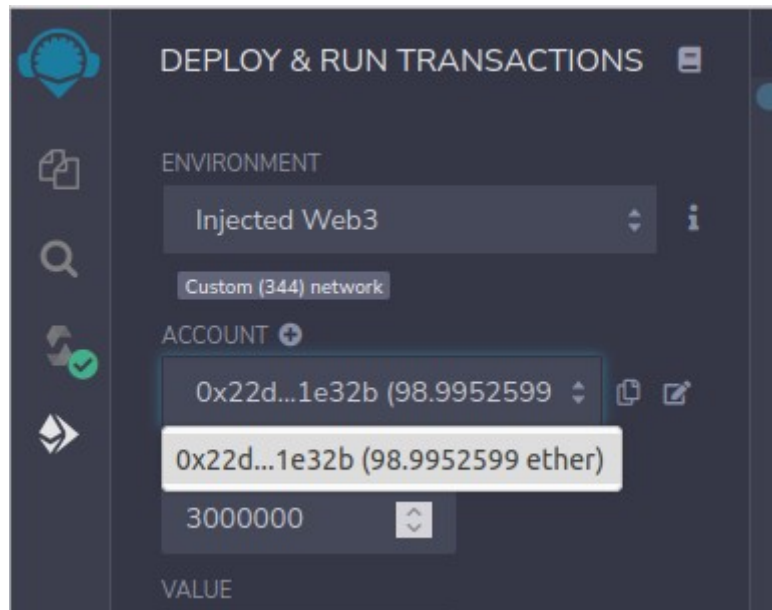 DEPLOY & RUN TRANSACTIONS
ENVIRONMENT
Injected Web3
i
Custom (344) network
ACCOUNT
0x22d...1e32b (98.9952599
0x22d...1e32b (98.9952599 ether)
3000000
VALUE